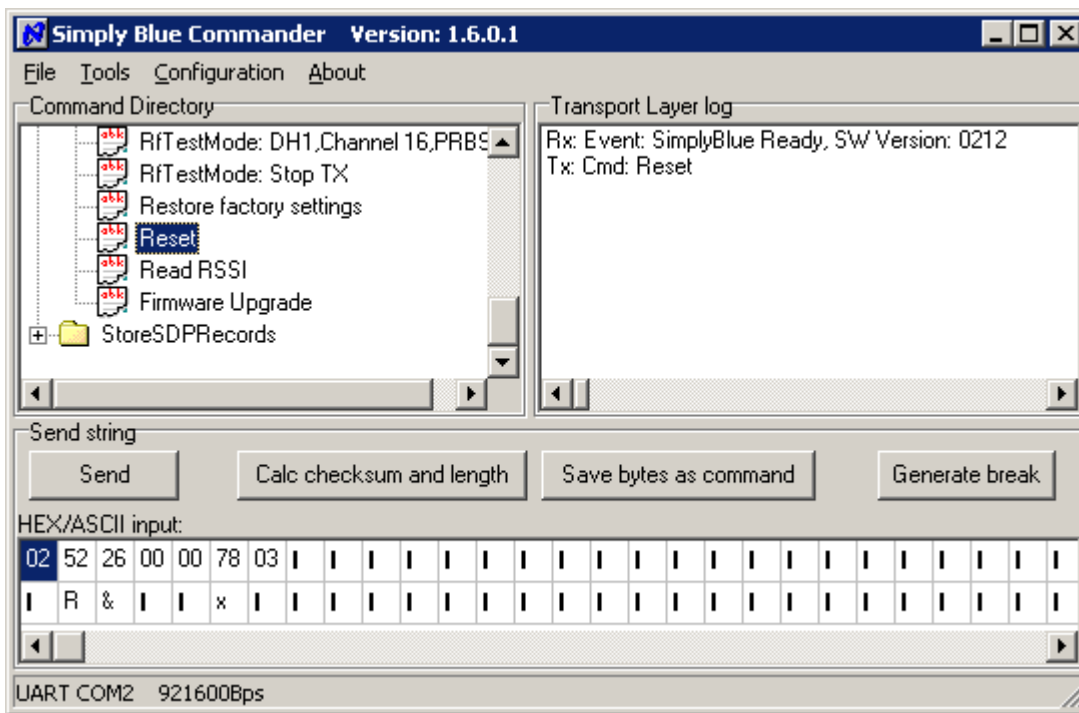 Simply Blue Commander Version: 1.6.0.1
File Tools Configuration About
Command Directory
RfTestMode: DH1,Channel 16,PRBS
RfTestMode: Stop TX
Restore factory settings
Reset
Read RSSI
Firmware Upgrade
StoreSDPRecords
Transport Layer log
Rx: Event: SimplyBlue Ready, SW Version: 0212
Tx: Cmd: Reset
Send string
Send Calc checksum and length Save bytes as command Generate break
HEX/ASCII input:
02 52 26 00 00 78 03
R & x
UART COM2 921600Bps